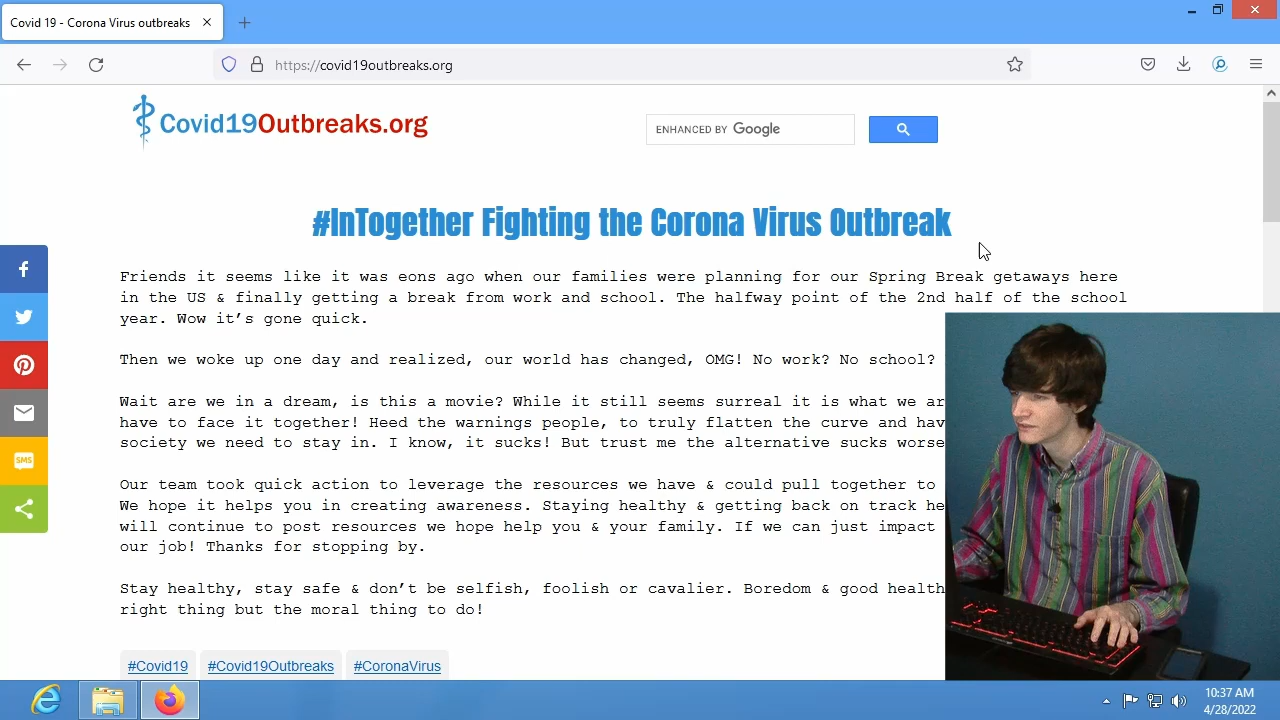 Covid 19 - Corona Virus outbreaks
https://covid19outbreaks.org
Covid19Outbreaks.org
ENHANCED BY Google
#InTogether Fighting the Corona Virus Outbreak
Friends it seems like it was eons ago when our families were planning for our Spring Break getaways here
in the US & finally getting a break from work and school. The halfway point of the 2nd half of the school
year. Wow it’s gone quick.
Then we woke up one day and realized, our world has changed, OMG! No work? No school?
Wait are we in a dream, is this a movie? While it still seems surreal it is what we
have to face it together! Heed the warnings people, to truly flatten the curve and
society we need to stay in. I know, it sucks! But trust me the alternative sucks
Our team took quick action to leverage the resources we have & could pull together to
We hope it helps you in creating awareness. Staying healthy & getting back on track
will continue to post resources we hope help you & your family. If we can just impact
our job! Thanks for stopping by.
Stay healthy, stay safe & don’t be selfish, foolish or cavalier. Boredom & good
right thing but the moral thing to do!
SMS
#Covid19 #Covid19Outbreaks #CoronaVirus
10:37 AM
4/28/2022